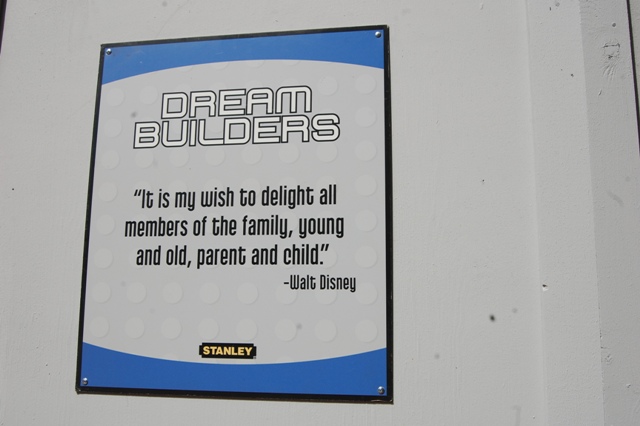 DREAM
BUILDERS
“It is my wish to delight all
members of the family, young
and old, parent and child.”
-Walt Disney
STANLEY